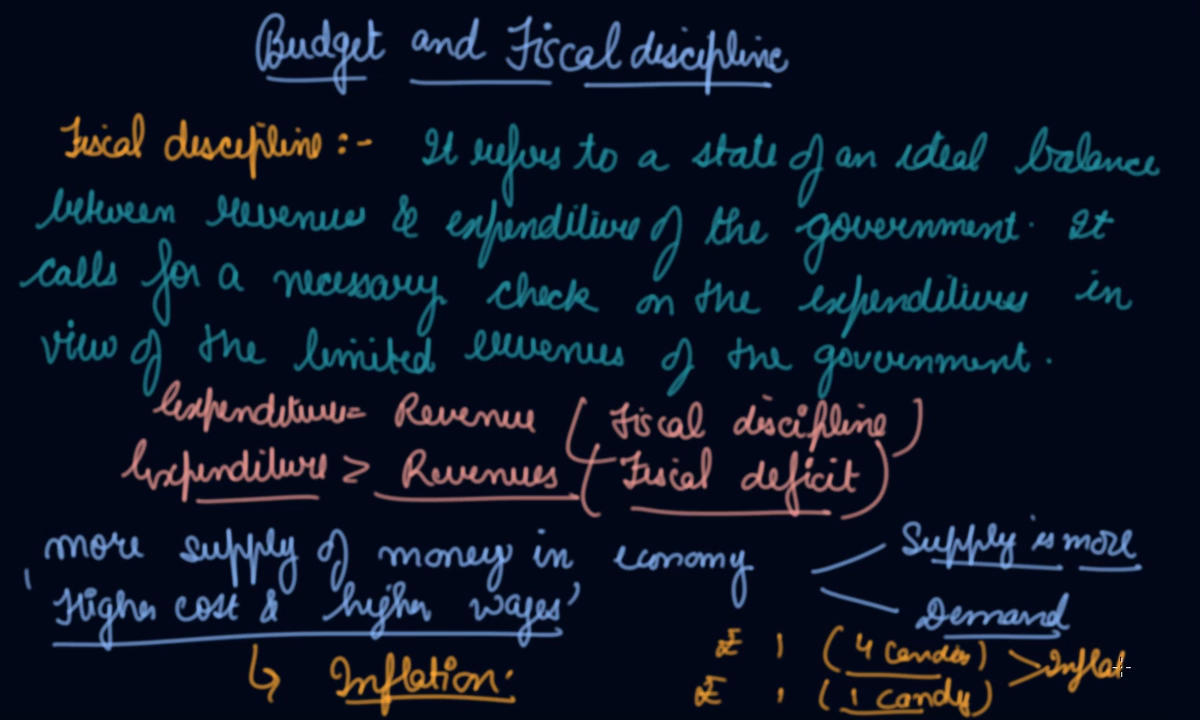 Budget and Fiscal discipline
Fiscal discipline :- It refers to a state of an ideal balance
between revenues & expenditure of the government. It
calls for a necessary check on the expenditures in
view of the limited revenues of the government.
Expenditure = Revenue (Fiscal discipline)
Expenditure > Revenues (Fiscal deficit)
more supply of money in economy
Supply is more
'Higher cost & higher wages'
Demand
↳ Inflation.
1 (4 candies)
> Inflat
1 (1 candy)